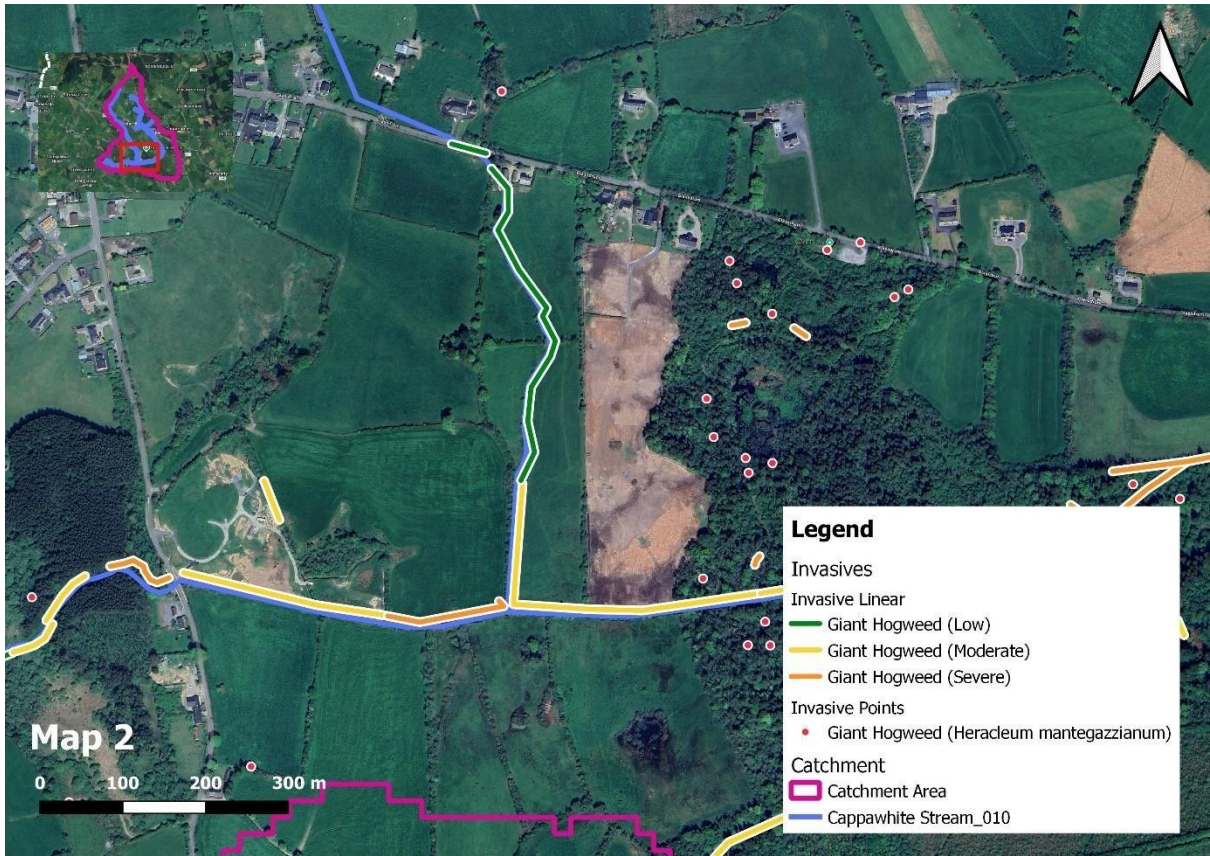 Legend
Invasives
Invasive Linear
Giant Hogweed (Low)
Giant Hogweed (Moderate)
Giant Hogweed (Severe)
Invasive Points
Giant Hogweed (Heracleum mantegazzianum)
Catchment
Catchment Area
Cappawhite Stream_010
Map 2
0 100 200 300 m